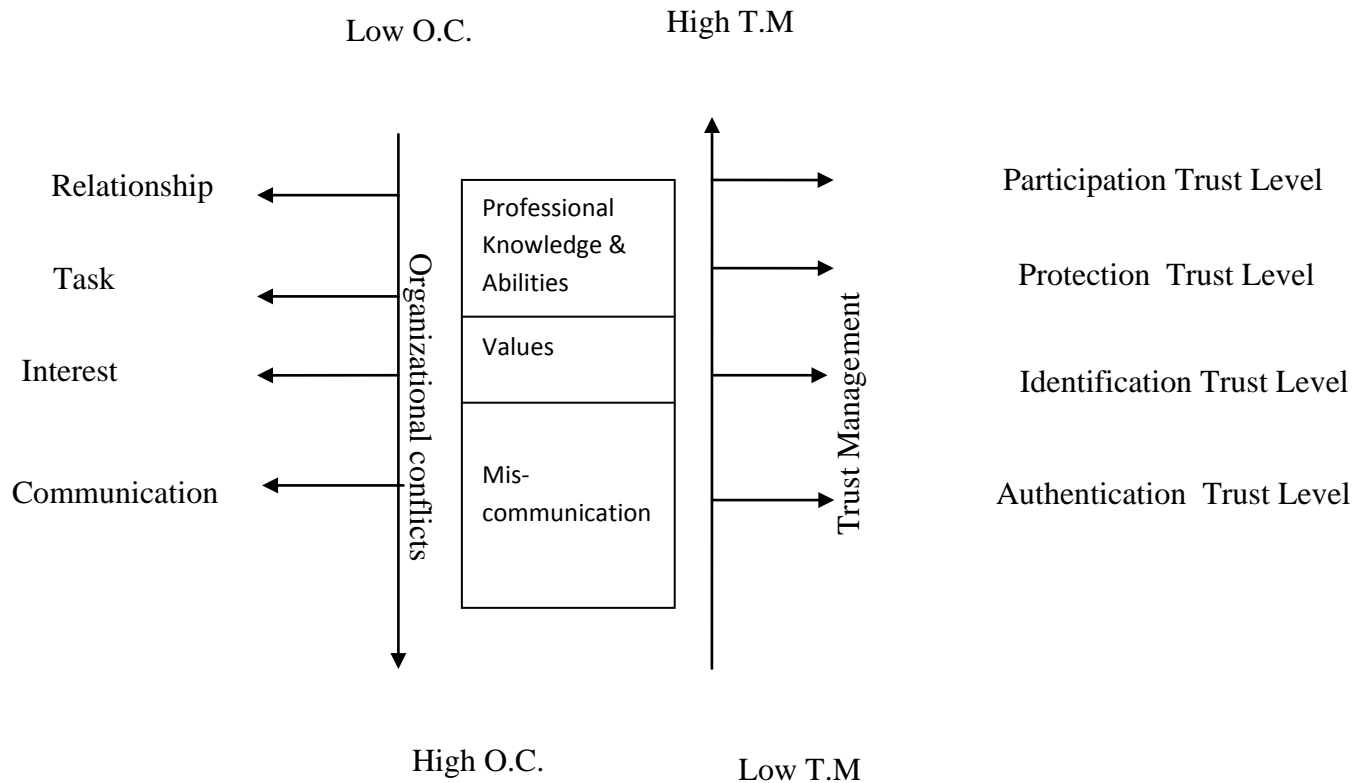 Low O.C.
High T.M
Relationship
Task
Interest
Communication
Organizational conflicts
Professional
Knowledge &
Abilities
Values
Mis-
communication
Trust Management
Participation Trust Level
Protection Trust Level
Identification Trust Level
Authentication Trust Level
High O.C.
Low T.M